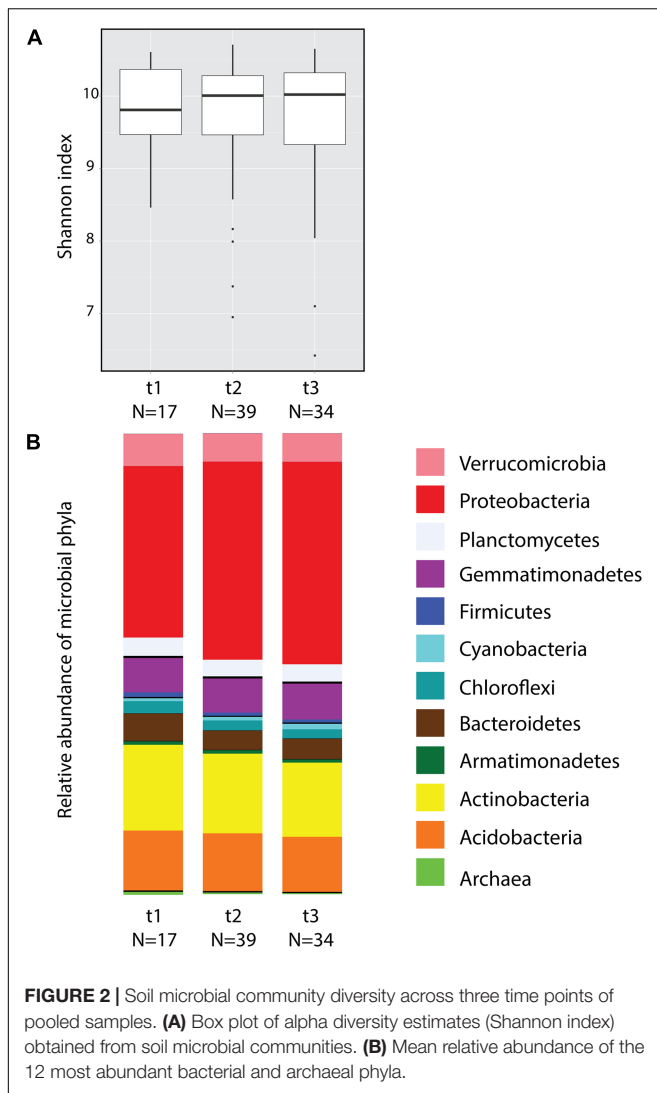 A
Shannon index
10
9
8
7
t1
t2
t3
N=17
N=39
N=34
B
Relative abundance of microbial phyla
Verrucomicrobia
Proteobacteria
Planctomycetes
Gemmatimonadetes
Firmicutes
Cyanobacteria
Chloroflexi
Bacteroidetes
Armatimonadetes
Actinobacteria
Acidobacteria
Archaea
t1
t2
t3
N=17
N=39
N=34
FIGURE 2 | Soil microbial community diversity across three time points of
pooled samples. (A) Box plot of alpha diversity estimates (Shannon index)
obtained from soil microbial communities. (B) Mean relative abundance of the
12 most abundant bacterial and archaeal phyla.